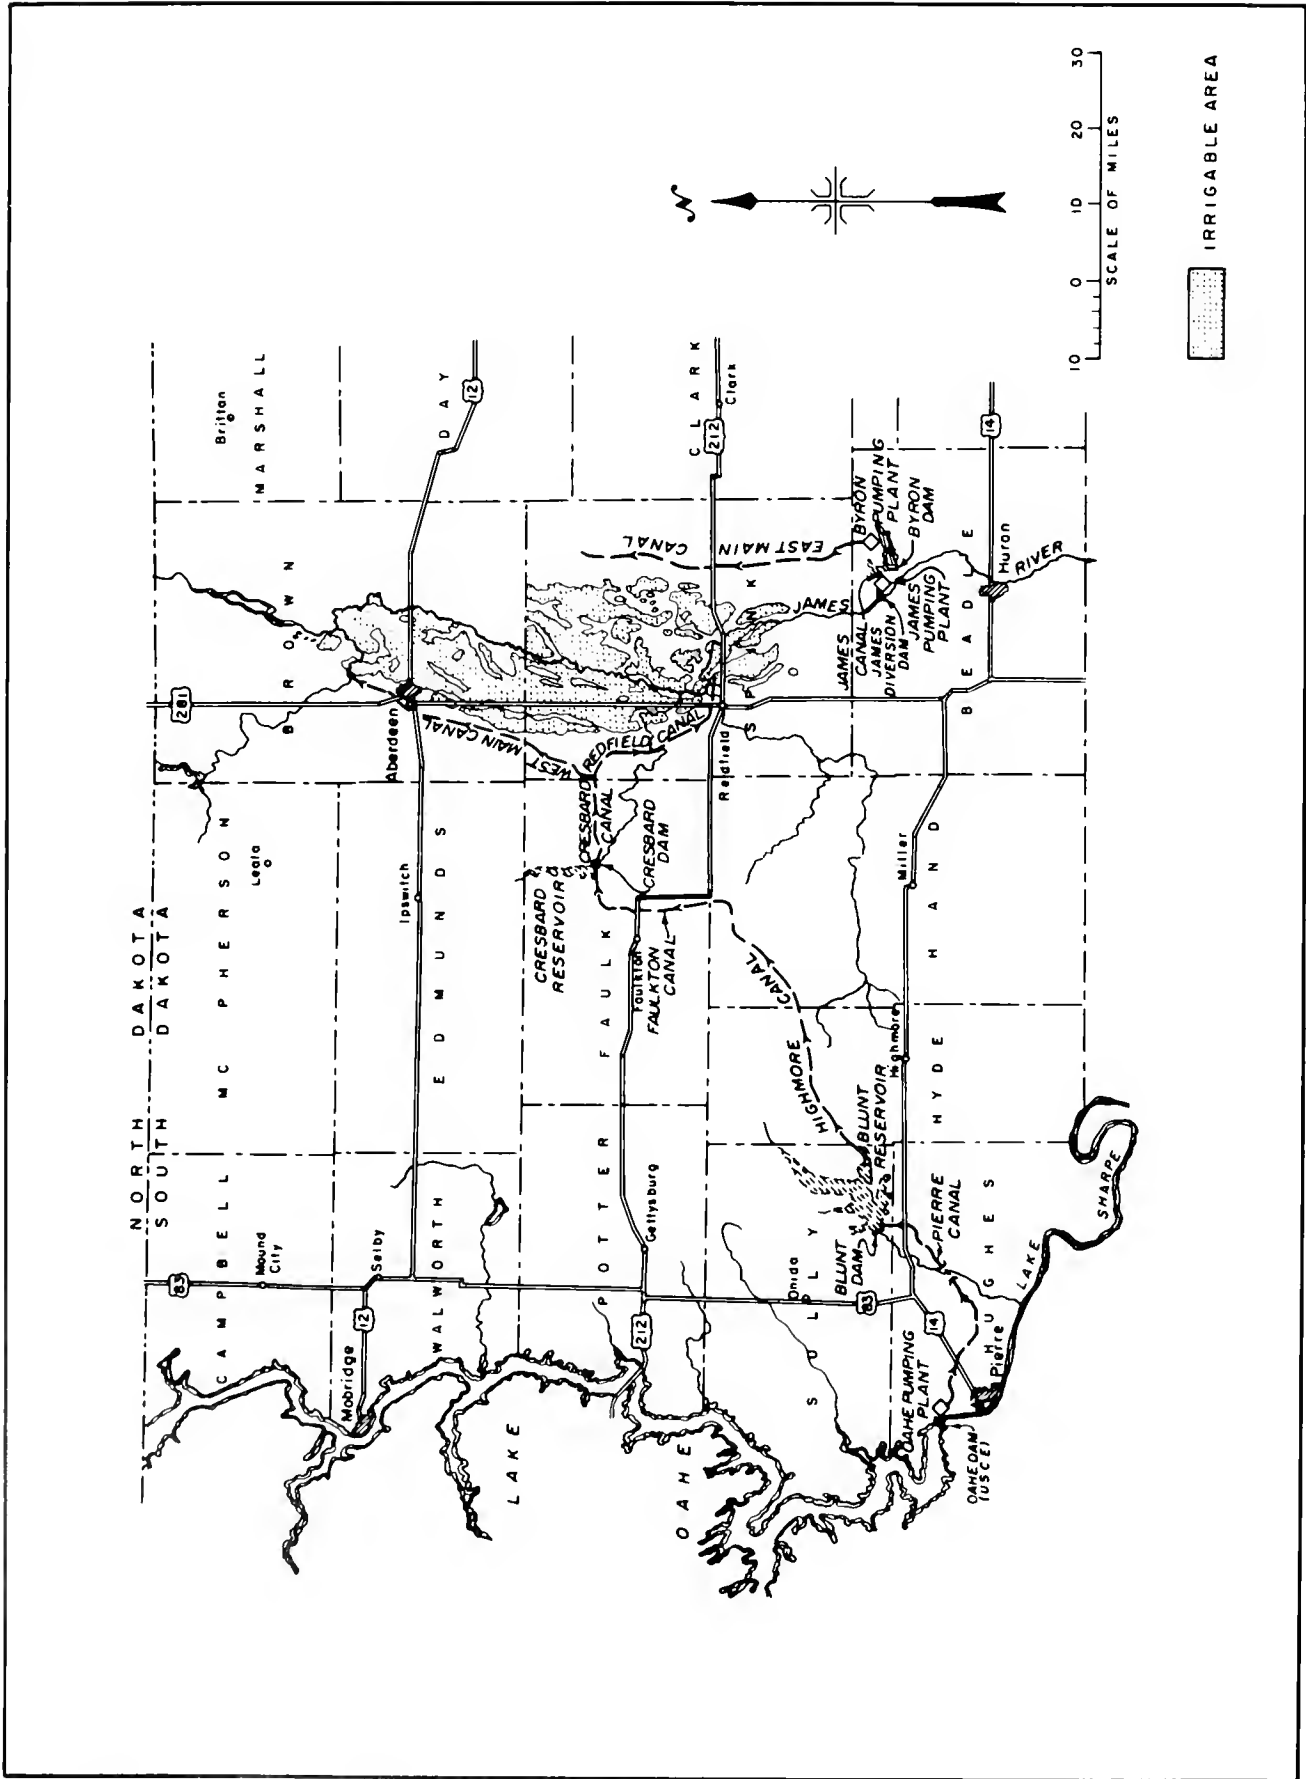 NORTH DAKOTA
SOUTH DAKOTA
CAMPBELL
MC PHERSON
BROWN
MARSHALL
Britton
Leola
Mound
City
83
281
Selby
Mobridge
12
WALWORTH
EDMUNDS
Ipswitch
Aberdeen
DAY
12
WEST MAIN CANAL
LAKE
OAHE
POTTER
FAULK
Gettysburg
212
Faulkton
FAULKTON
CANAL
CRESBARD
RESERVOIR
CRESBARD
CANAL
CRESBARD
DAM
REDFIELD CANAL
Redfield
SPINK
CLARK
212
Clark
EAST MAIN CANAL
JAMES
RIVER
HIGHMORE CANAL
SULLY
Onida
83
BLUNT
DAM
BLUNT
RESERVOIR
PIERRE
CANAL
HYDE
Highmore
HAND
Miller
BEADLE
Huron
14
JAMES
CANAL
JAMES
DIVERSION
DAM
JAMES
PUMPING
PLANT
BYRON
PUMPING
PLANT
BYRON
DAM
OAHE PUMPING
PLANT
OAHE DAM
(USCE)
14
Pierre
HUGHES
LAKE SHARPE
N
10 0 10 20 30
SCALE OF MILES
IRRIGABLE AREA